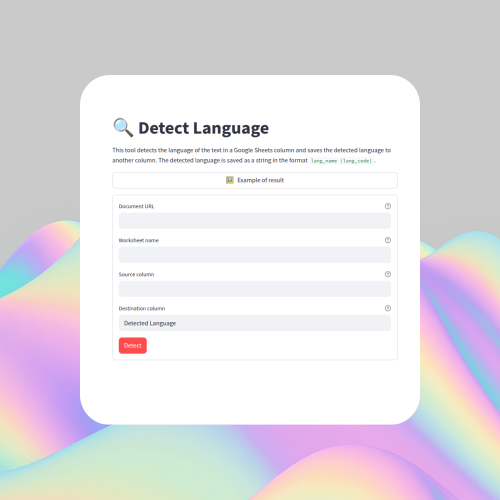 Detect Language
This tool detects the language of the text in a Google Sheets column and saves the detected language to
another column. The detected language is saved as a string in the format lang_name (lang_code).
Example of result
Document URL
Worksheet name
Source column
Destination column
Detected Language
Detect